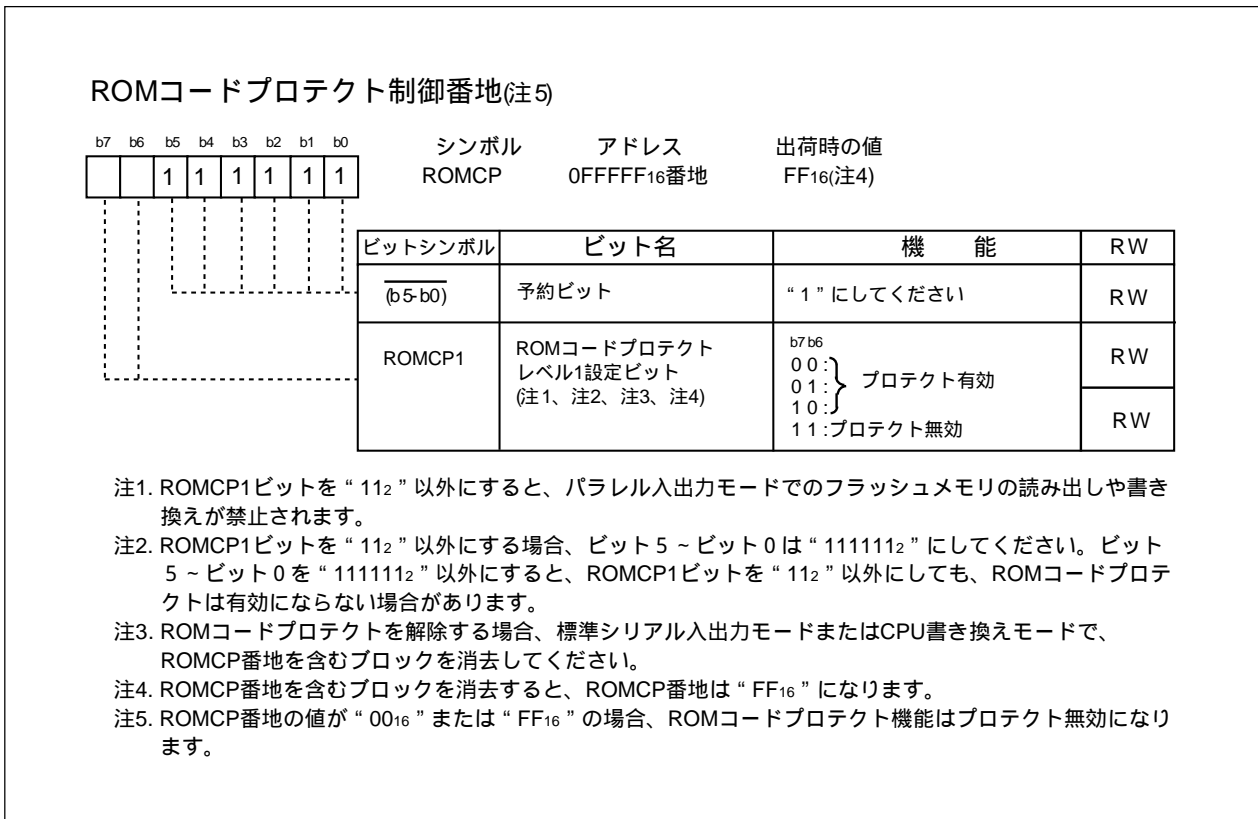 ROMコードプロテクト制御番地(注5)
b7 b6 b5 b4 b3 b2 b1 b0
1 1 1 1 1 1
シンボル アドレス 出荷時の値
ROMCP 0FFFFF16番地 FF16(注4)
ビットシンボル ビット名 機 能 RW
(b5-b0) 予約ビット “1”にしてください RW
ROMCP1 ROMコードプロテクト
レベル1設定ビット
(注1、注2、注3、注4)
b7 b6
0 0 :
0 1 : プロテクト有効
1 0 :
1 1 :プロテクト無効
RW
RW
注1. ROMCP1ビットを“112”以外にすると、パラレル入出力モードでのフラッシュメモリの読み出しや書き
換えが禁止されます。
注2. ROMCP1ビットを“112”以外にする場合、ビット5~ビット0は“1111112”にしてください。ビット
5~ビット0を“1111112”以外にすると、ROMCP1ビットを“112”以外にしても、ROMコードプロテ
クトは有効にならない場合があります。
注3. ROMコードプロテクトを解除する場合、標準シリアル入出力モードまたはCPU書き換えモードで、
ROMCP番地を含むブロックを消去してください。
注4. ROMCP番地を含むブロックを消去すると、ROMCP番地は“FF16”になります。
注5. ROMCP番地の値が“0016”または“FF16”の場合、ROMコードプロテクト機能はプロテクト無効になり
ます。